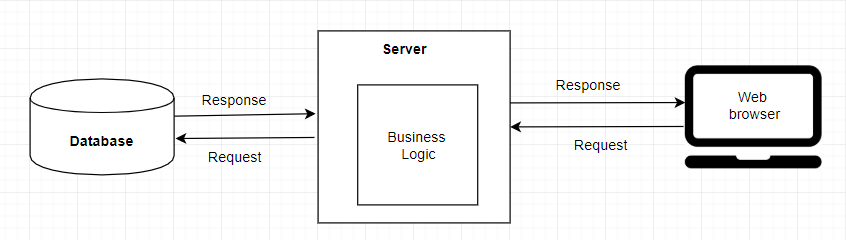 Server
Response
Web
browser
Response
Database
Business
Logic
Request
Request